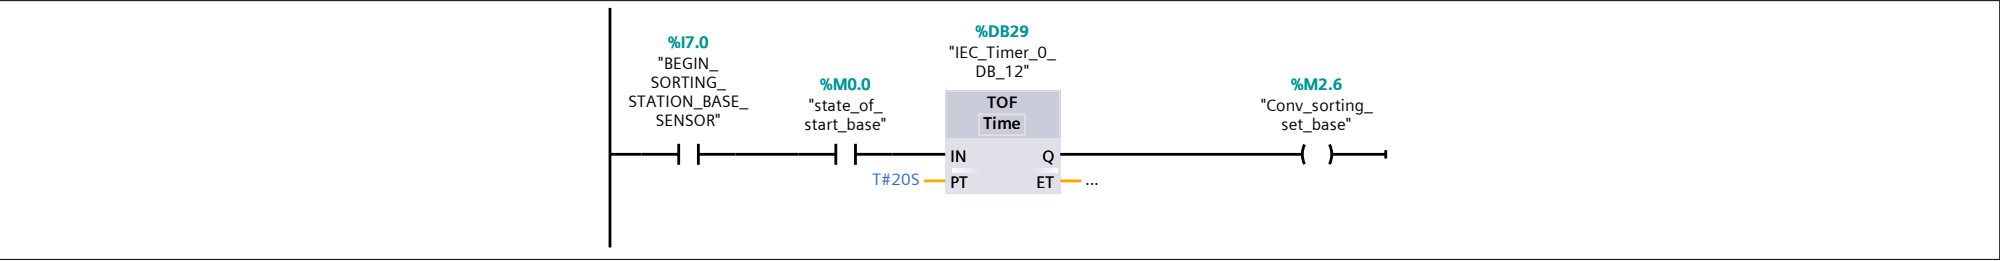 %I7.0
"BEGIN_
SORTING_
STATION_BASE_
SENSOR"
%M0.0
"state_of_
start_base"
%DB29
"IEC_Timer_0_
DB_12"
TOF
Time
IN
Q
T#20S
PT
ET
...
%M2.6
"Conv_sorting_
set_base"